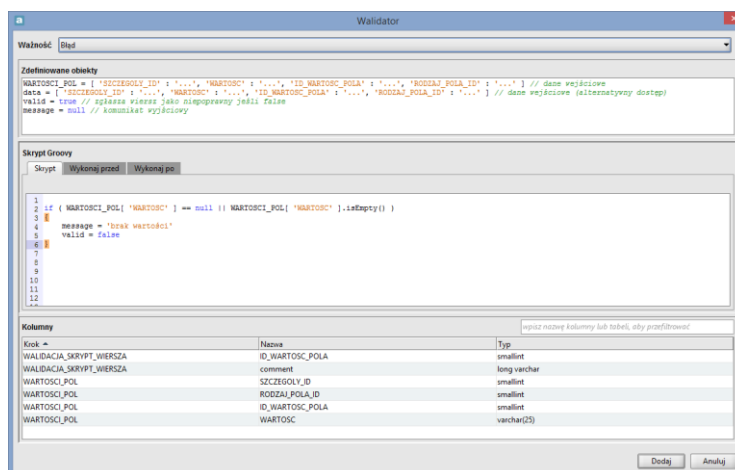 a
Walidator
x
Ważność Błąd
Zdefiniowane obiekty
WARTOSCI_POL = [ 'SZCZEGOLY_ID' : '...', 'WARTOSC' : '...', 'ID_WARTOSC_POLA' : '...', 'RODZAJ_POLA_ID' : '...' ] // dane wejściowe
data = [ 'SZCZEGOLY_ID' : '...', 'WARTOSC' : '...', 'ID_WARTOSC_POLA' : '...', 'RODZAJ_POLA_ID' : '...' ] // dane wejściowe (alternatywny dostęp)
valid = true // zgłasza wiersz jako niepoprawny jeśli false
message = null // komunikat wyjściowy
Skrypt Groovy
Skrypt Wykonaj przed Wykonaj po
1
2 if ( WARTOSCI_POL[ 'WARTOSC' ] == null || WARTOSCI_POL[ 'WARTOSC' ].isEmpty() )
3 {
4 message = 'brak wartości'
5 valid = false
6 }
7
8
9
10
11
12
Kolumny wpisz nazwę kolumny lub tabeli, aby przefiltrować
Krok Nazwa Typ
WALIDACJA_SKRYPT_WIERSZA ID_WARTOSC_POLA smallint
WALIDACJA_SKRYPT_WIERSZA comment long varchar
WARTOSCI_POL SZCZEGOLY_ID smallint
WARTOSCI_POL RODZAJ_POLA_ID smallint
WARTOSCI_POL ID_WARTOSC_POLA smallint
WARTOSCI_POL WARTOSC varchar(25)
Dodaj Anuluj